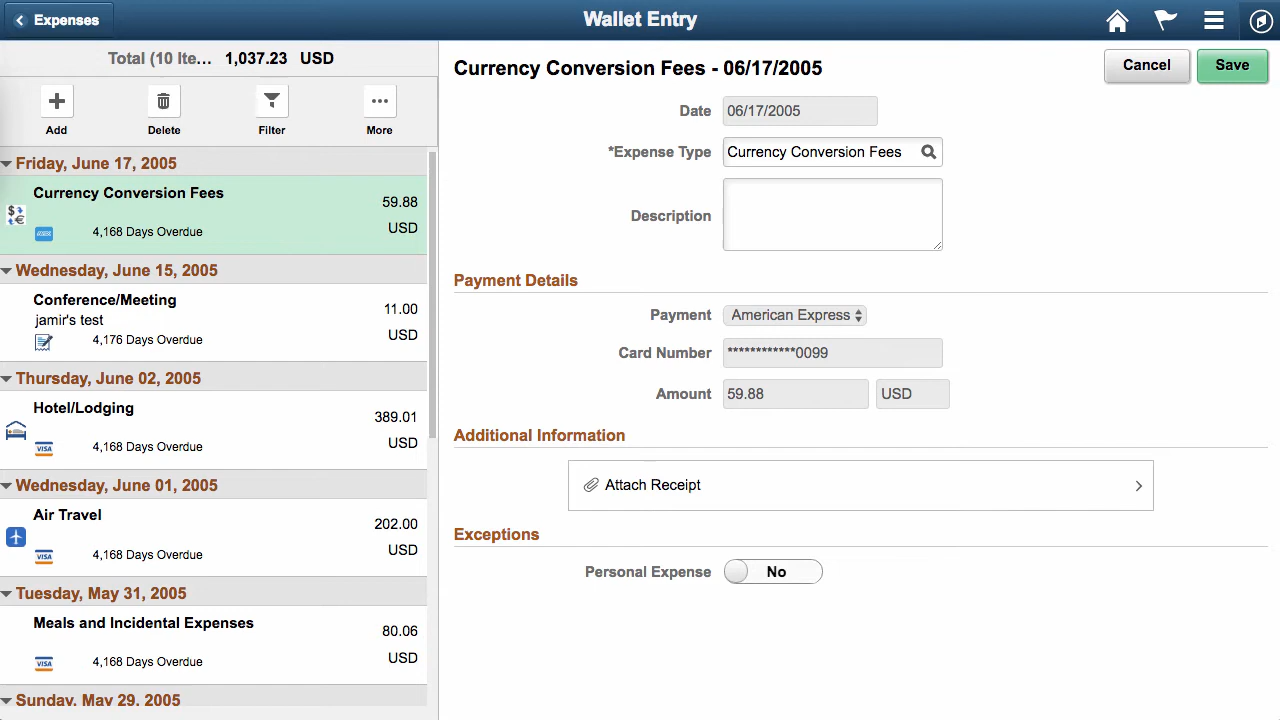 Expenses
Wallet Entry
Total (10 Ite... 1,037.23 USD
Add
Delete
Filter
More
Friday, June 17, 2005
Currency Conversion Fees
59.88
4,168 Days Overdue
USD
Wednesday, June 15, 2005
Conference/Meeting
11.00
jamir's test
4,176 Days Overdue
USD
Thursday, June 02, 2005
Hotel/Lodging
389.01
VISA
4,168 Days Overdue
USD
Wednesday, June 01, 2005
Air Travel
202.00
VISA
4,168 Days Overdue
USD
Tuesday, May 31, 2005
Meals and Incidental Expenses
80.06
VISA
4,168 Days Overdue
USD
Sunday, May 29, 2005
Currency Conversion Fees - 06/17/2005
Cancel
Save
Date 06/17/2005
*Expense Type Currency Conversion Fees
Description
Payment Details
Payment American Express
Card Number ************0099
Amount 59.88 USD
Additional Information
Attach Receipt
Exceptions
Personal Expense No